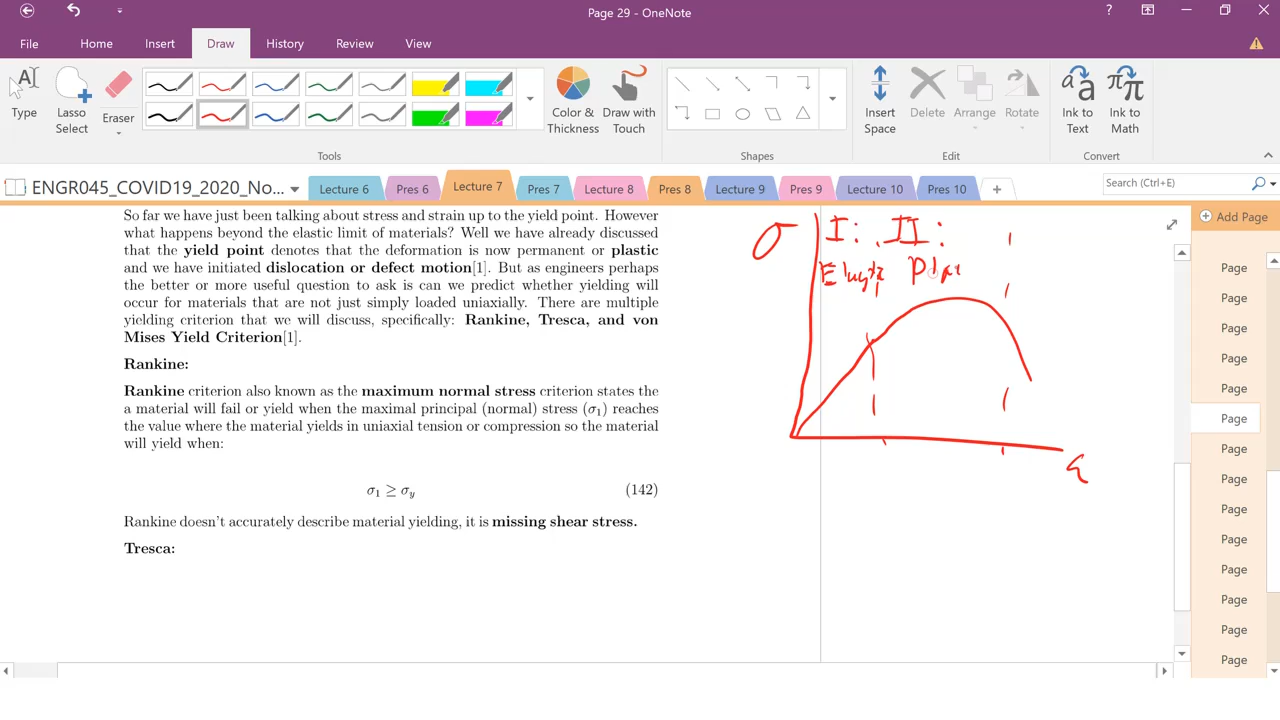 Page 29 - OneNote
?
File
Home
Insert
Draw
History
Review
View
Type
Lasso Select
Eraser
Color & Thickness
Draw with Touch
Insert Space
Delete
Arrange
Rotate
Ink to Text
Ink to Math
Tools
Shapes
Edit
Convert
ENGR045_COVID19_2020_No...
Lecture 6
Pres 6
Lecture 7
Pres 7
Lecture 8
Pres 8
Lecture 9
Pres 9
Lecture 10
Pres 10
Search (Ctrl+E)
Add Page
So far we have just been talking about stress and strain up to the yield point. However
what happens beyond the elastic limit of materials? Well we have already discussed
that the yield point denotes that the deformation is now permanent or plastic
and we have initiated dislocation or defect motion[1]. But as engineers perhaps
the better or more useful question to ask is can we predict whether yielding will
occur for materials that are not just simply loaded uniaxially. There are multiple
yielding criterion that we will discuss, specifically: Rankine, Tresca, and von
Mises Yield Criterion[1].
Rankine:
Rankine criterion also known as the maximum normal stress criterion states the
a material will fail or yield when the maximal principal (normal) stress (σ1) reaches
the value where the material yields in uniaxial tension or compression so the material
will yield when:
σ1 ≥ σy (142)
Rankine doesn't accurately describe material yielding, it is missing shear stress.
Tresca:
σ
I: II:
Elastic
ε
Page
Page
Page
Page
Page
Page
Page
Page
Page
Page
Page
Page
Page
Page